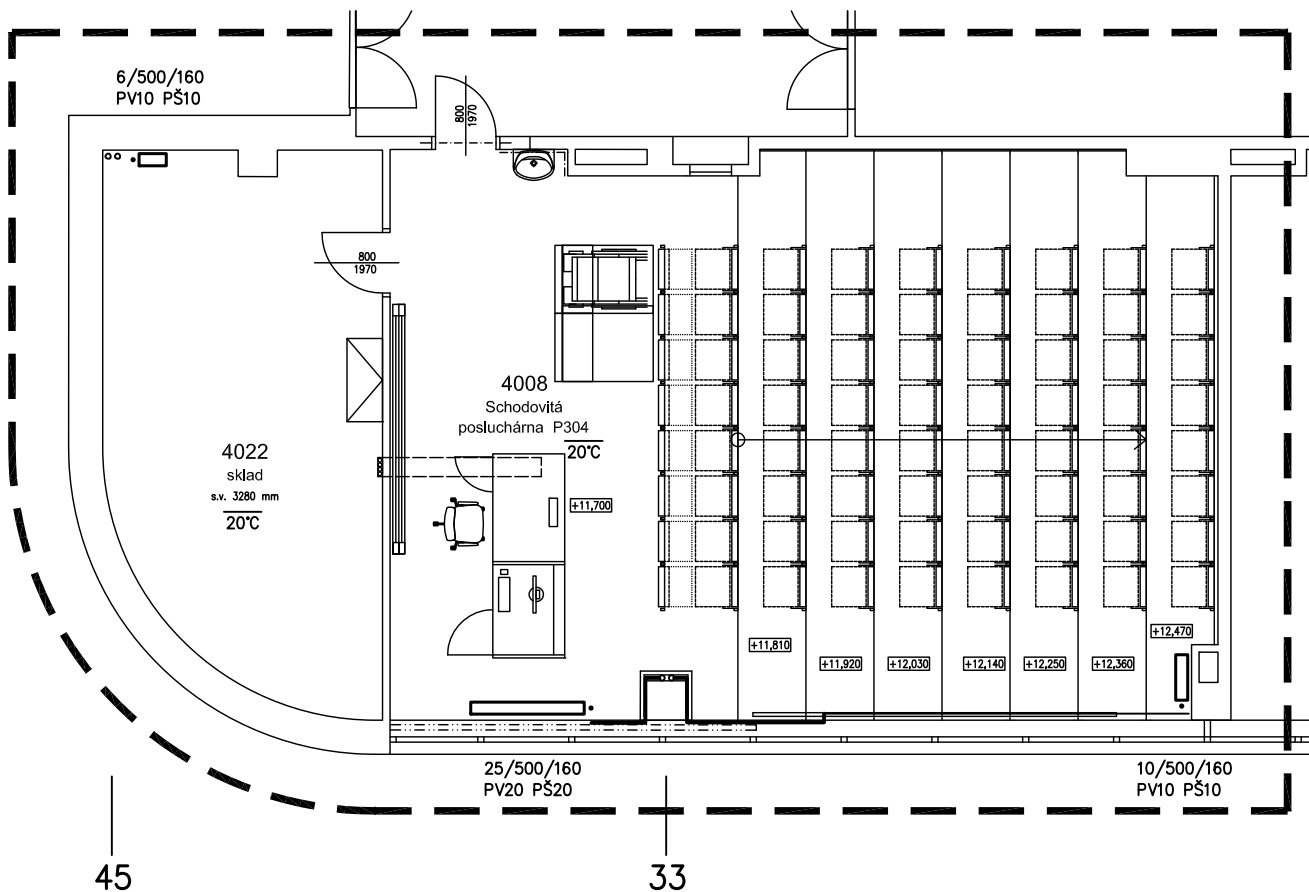 6/500/160
PV10 PŠ10
800
1970
800
1970
4008
Schodovitá
posluchárna P304
20°C
4022
sklad
s.v. 3280 mm
20°C
+11,700
+11,810
+11,920
+12,030
+12,140
+12,250
+12,360
+12,470
25/500/160
PV20 PŠ20
10/500/160
PV10 PŠ10
45
33